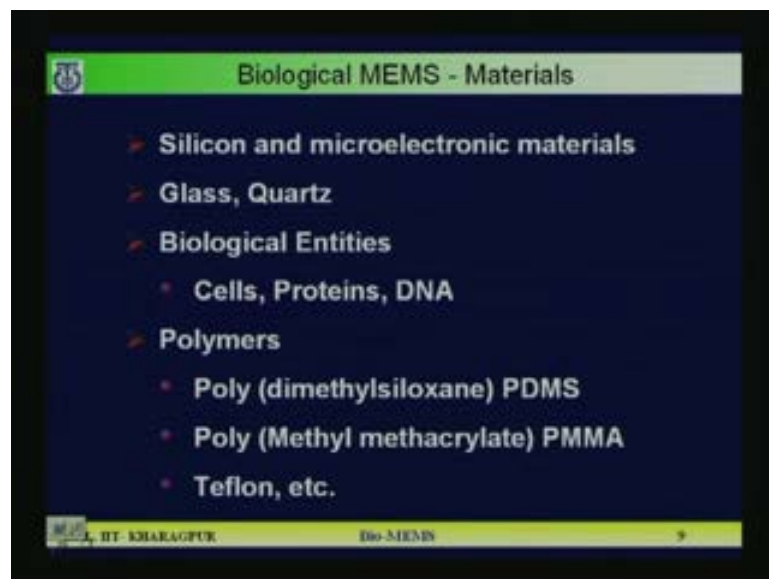 Biological MEMS - Materials
Silicon and microelectronic materials
Glass, Quartz
Biological Entities
Cells, Proteins, DNA
Polymers
Poly (dimethylsiloxane) PDMS
Poly (Methyl methacrylate) PMMA
Teflon, etc.
IIT- KHARAGPUR Bio-MEMS 9